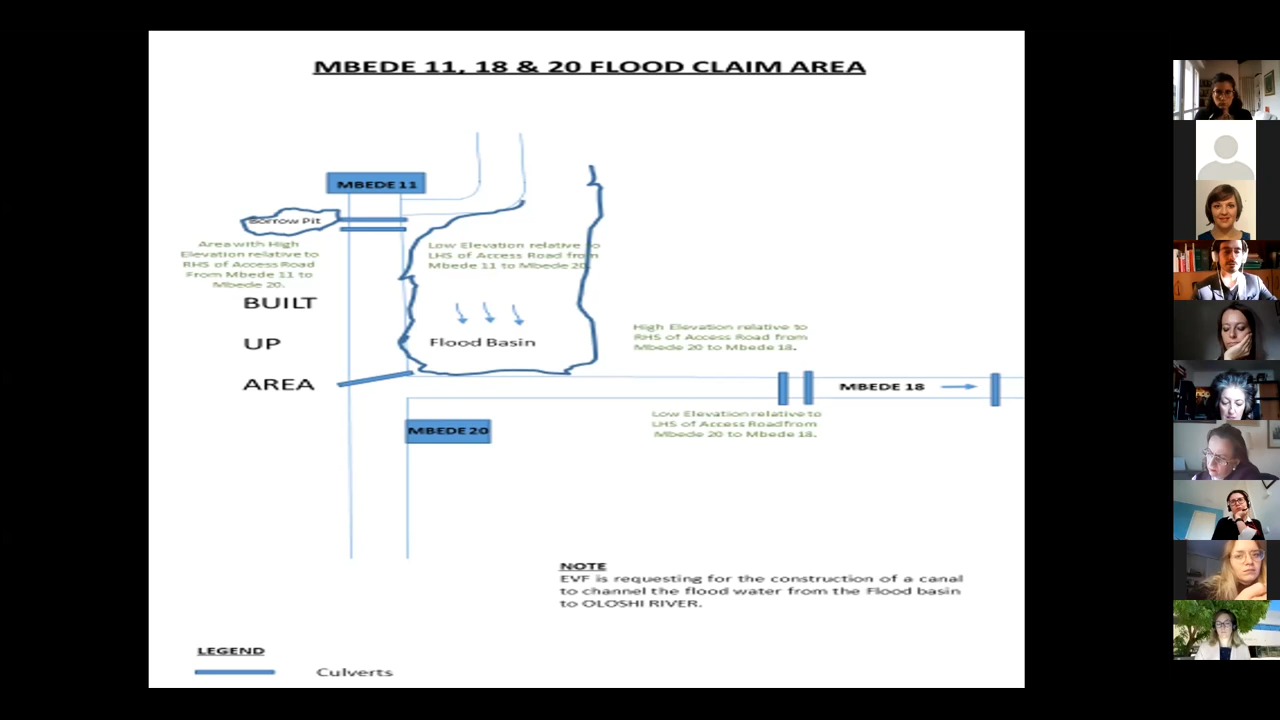 MBEDE 11, 18 & 20 FLOOD CLAIM AREA
MBEDE 11
Borrow Pit
Area with High
Elevation relative to
RHS of Access Road
From Mbede 11 to
Mbede 20.
Low Elevation relative to
LHS of Access Road from
Mbede 11 to Mbede 20.
BUILT
UP
AREA
Flood Basin
High Elevation relative to
RHS of Access Road from
Mbede 20 to Mbede 18.
MBEDE 18
Low Elevation relative to
LHS of Access Roadfrom
Mbede 20 to Mbede 18.
MBEDE 20
NOTE
EVF is requesting for the construction of a canal
to channel the flood water from the Flood basin
to OLOSHI RIVER.
LEGEND
Culverts